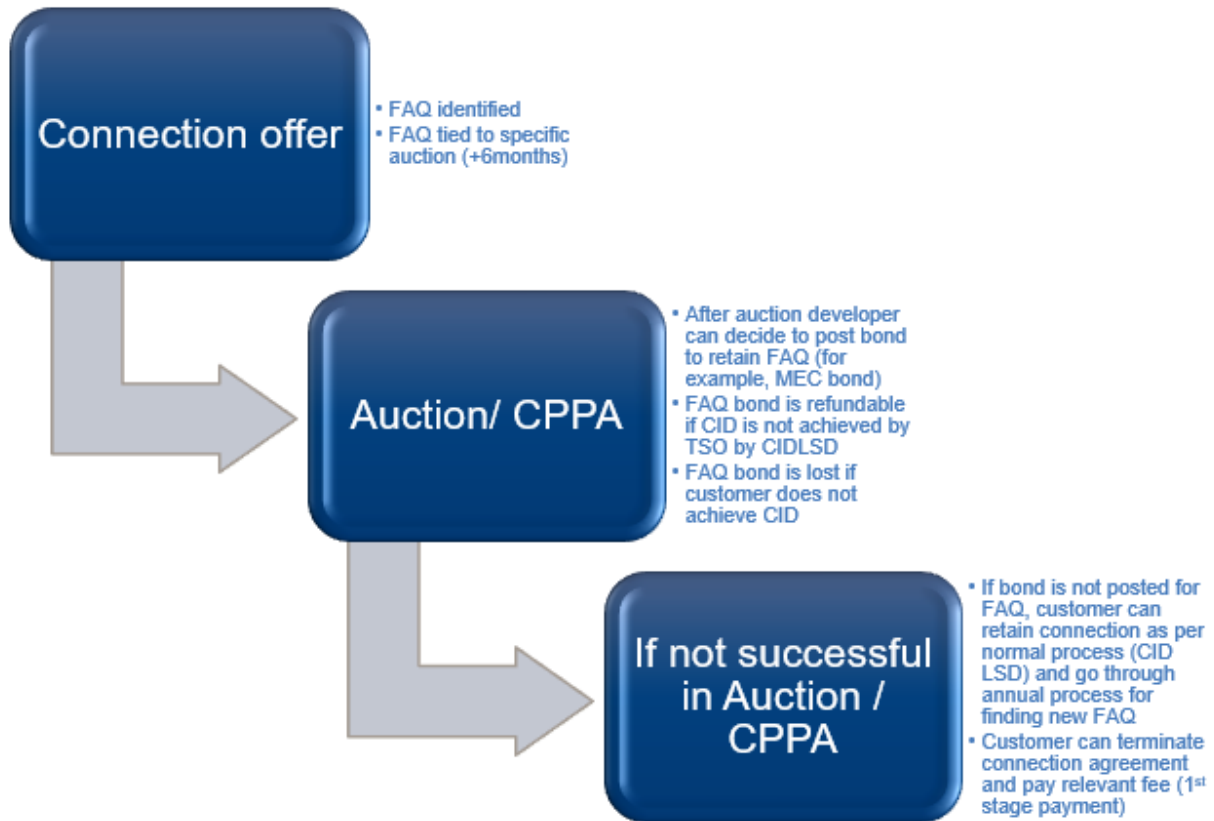 Connection offer
• FAQ identified
• FAQ tied to specific
auction (+6months)
Auction/ CPPA
• After auction developer
can decide to post bond
to retain FAQ (for
example, MEC bond)
• FAQ bond is refundable
if CID is not achieved by
TSO by CIDLSD
• FAQ bond is lost if
customer does not
achieve CID
If not successful
in Auction /
CPPA
• If bond is not posted for
FAQ, customer can
retain connection as per
normal process (CID
LSD) and go through
annual process for
finding new FAQ
• Customer can terminate
connection agreement
and pay relevant fee (1st
stage payment)